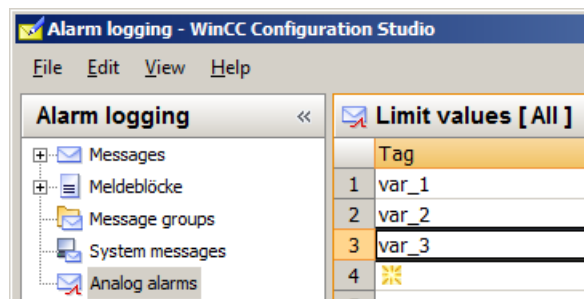 Alarm logging - WinCC Configuration Studio
File Edit View Help
Alarm logging «
Messages
Meldeblöcke
Message groups
System messages
Analog alarms
Limit values [ All ]
Tag
1 var_1
2 var_2
3 var_3
4